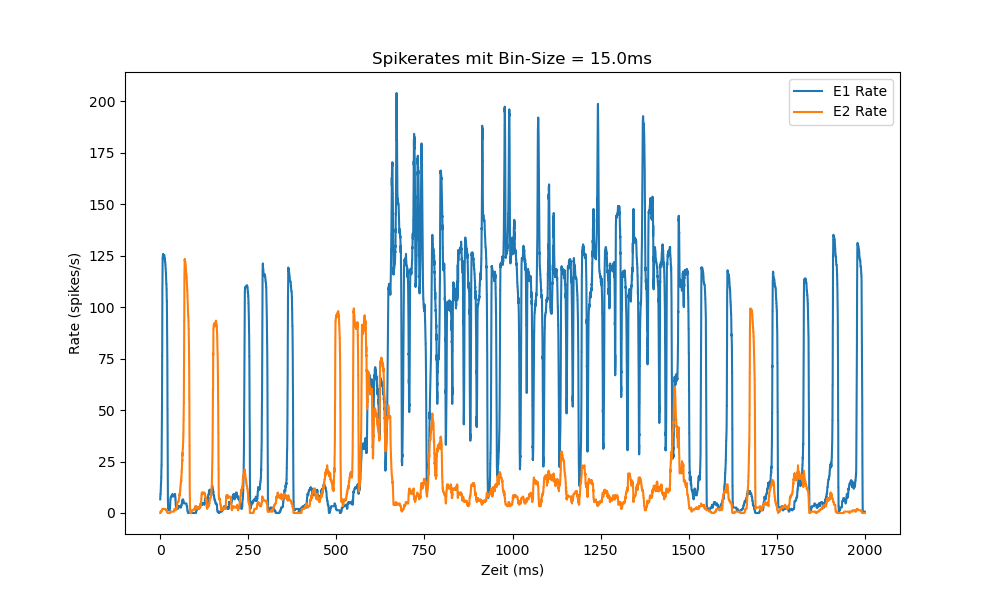 Spikerates mit Bin-Size = 15.0ms
E1 Rate
E2 Rate
Rate (spikes/s)
200
175
150
125
100
75
50
25
0
0 250 500 750 1000 1250 1500 1750 2000
Zeit (ms)